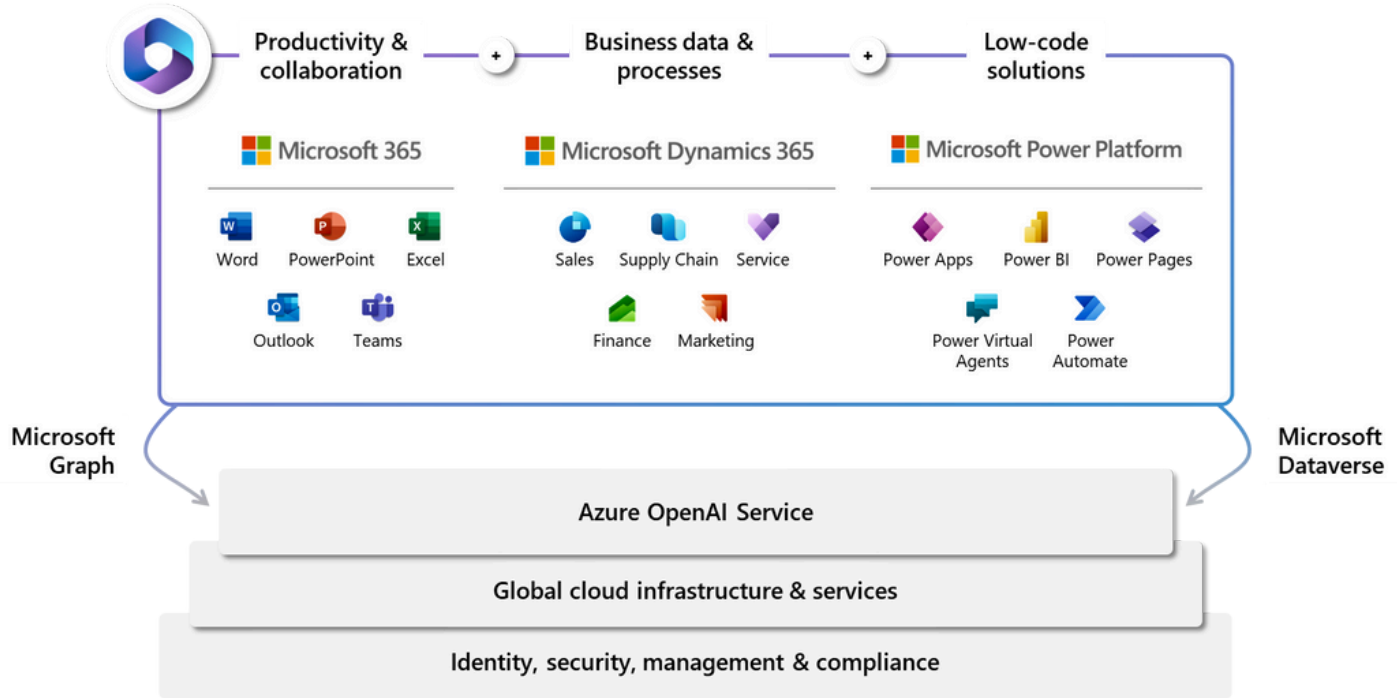 Productivity &
collaboration
+
Business data &
processes
+
Low-code
solutions
Microsoft 365
Microsoft Dynamics 365
Microsoft Power Platform
W
Word
P
PowerPoint
X
Excel
O
Outlook
T
Teams
Sales
Supply Chain
Service
Finance
Marketing
Power Apps
Power BI
Power Pages
Power Virtual
Agents
Power
Automate
Microsoft
Graph
Microsoft
Dataverse
Azure OpenAI Service
Global cloud infrastructure & services
Identity, security, management & compliance